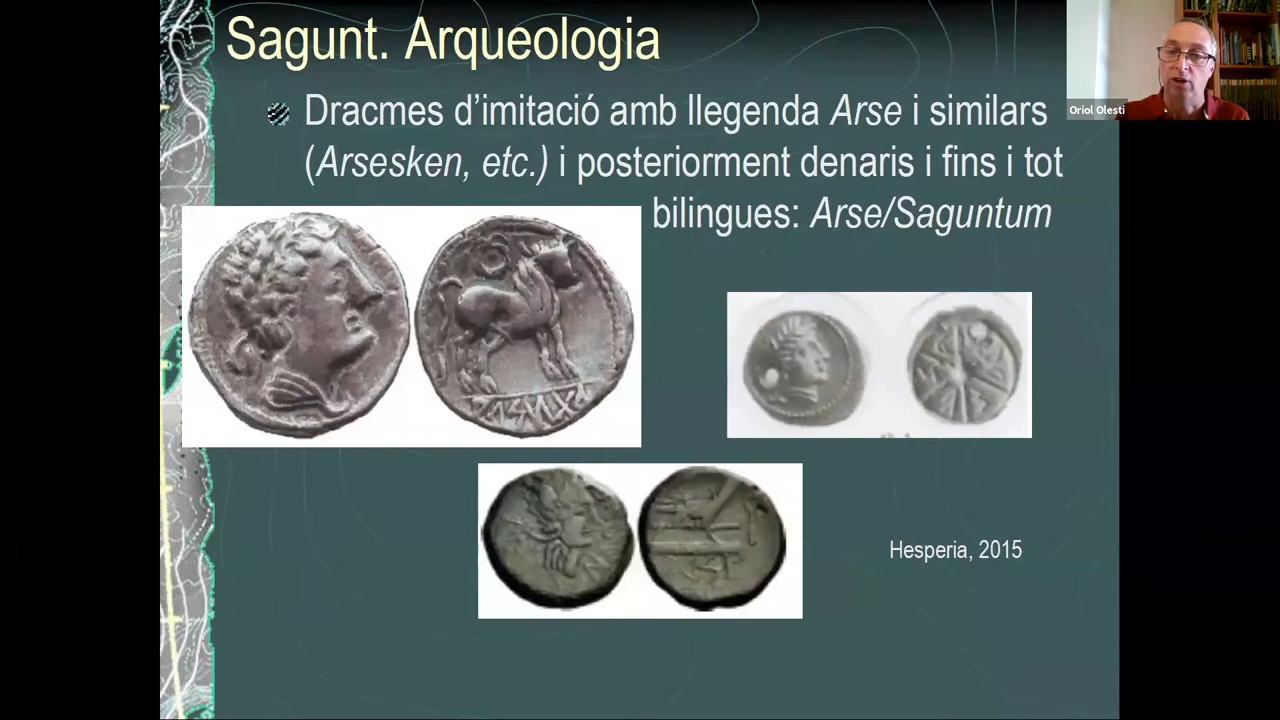 Sagunt. Arqueologia
Oriol Olesti
Dracmes d'imitació amb llegenda Arse i similars
(Arsesken, etc.) i posteriorment denaris i fins i tot
bilingues: Arse/Saguntum
Hesperia, 2015